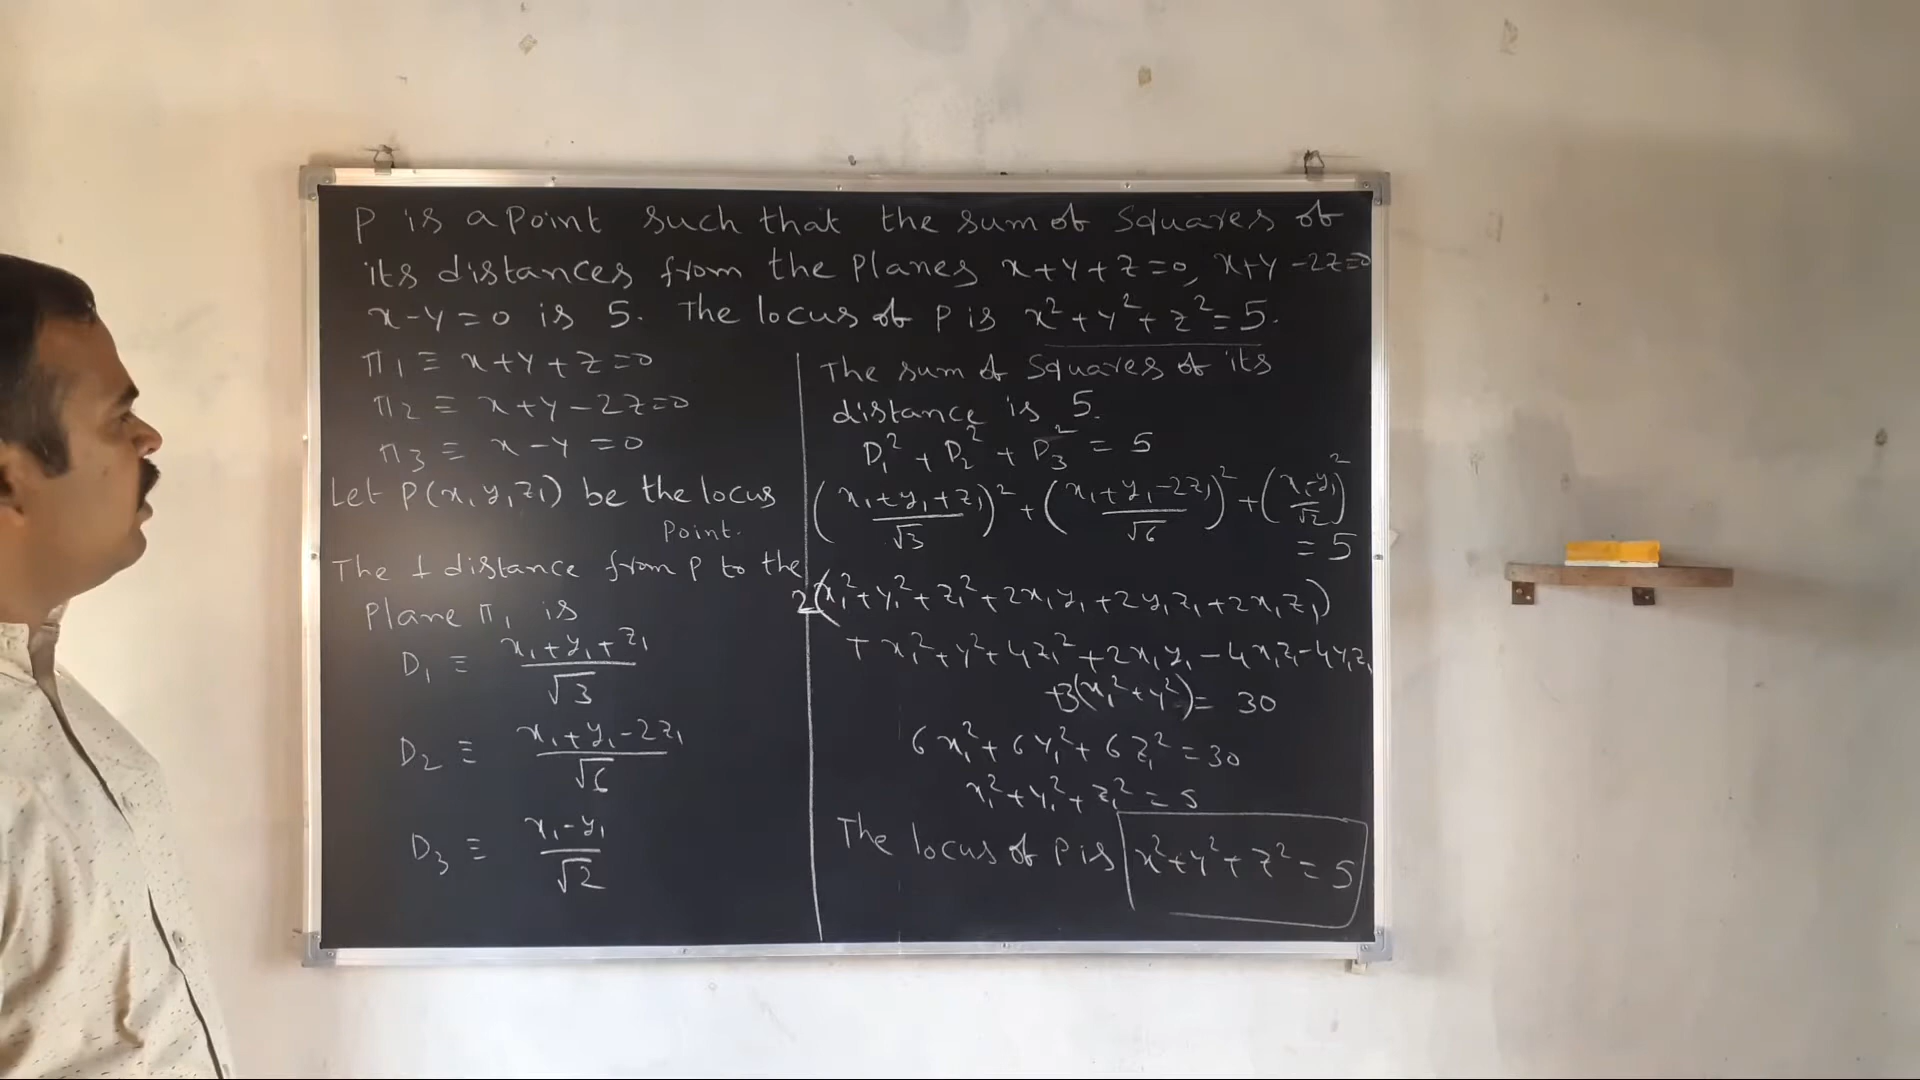 P is a point such that the sum of squares of
its distances from the planes x+y+z=0, x+y-2z=0
x-y=0 is 5. The locus of P is x²+y²+z²=5.
π₁ ≡ x+y+z=0
π₂ ≡ x+y-2z=0
π₃ ≡ x-y=0
Let P(x₁y₁z₁) be the locus
point.
The ⊥ distance from P to the
plane π₁ is
D₁ ≡ (x₁+y₁+z₁)/√3
D₂ ≡ (x₁+y₁-2z₁)/√6
D₃ ≡ (x₁-y₁)/√2
The sum of squares of its
distance is 5.
D₁²+D₂²+D₃² = 5
((x₁+y₁+z₁)/√3)² + ((x₁+y₁-2z₁)/√6)² + ((x₁-y₁)/√2)²
= 5
2(x₁²+y₁²+z₁²+2x₁y₁+2y₁z₁+2x₁z₁)
+ x₁²+y²+4z₁²+2x₁y₁-4x₁z₁-4y₁z₁
+3(x₁²+y²) = 30
6x₁²+6y₁²+6z₁²=30
x₁²+y₁²+z₁² = 5
The locus of P is x²+y²+z² = 5